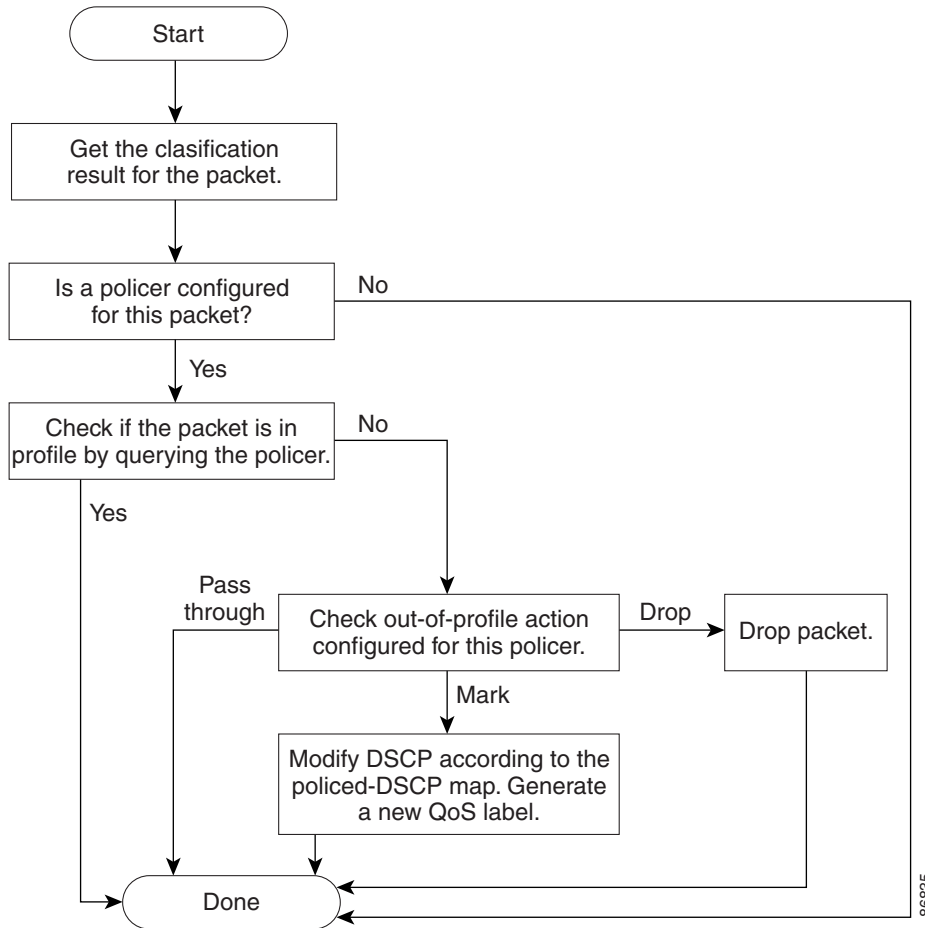 Start
Get the clasification
result for the packet.
Is a policer configured
for this packet?
No
Yes
Check if the packet is in
profile by querying the policer.
No
Yes
Pass
through
Check out-of-profile action
configured for this policer.
Drop
Drop packet.
Mark
Modify DSCP according to the
policed-DSCP map. Generate
a new QoS label.
Done
86835